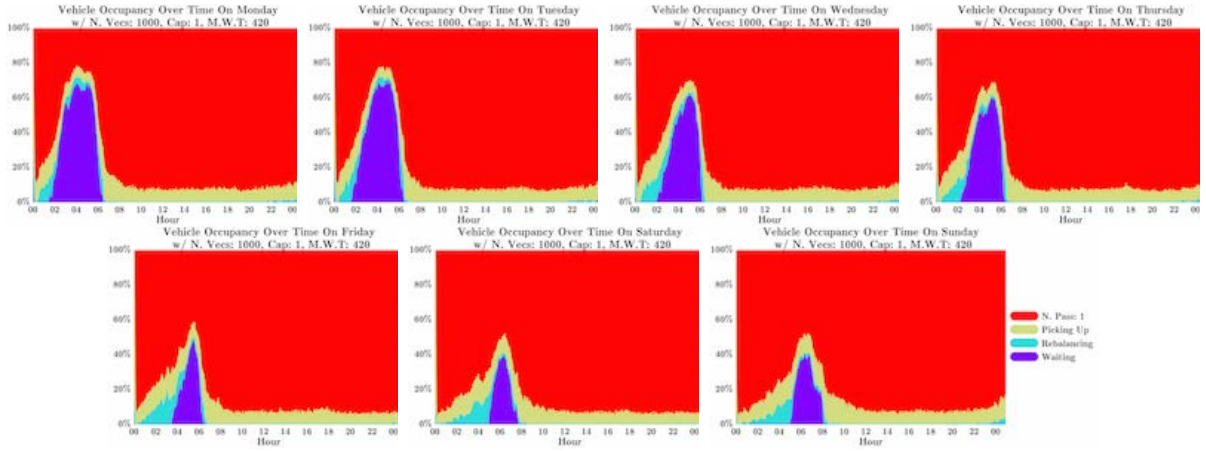 Vehicle Occupancy Over Time On Monday
w/ N. Vecs: 1000, Cap: 1, M.W.T: 420
100%
80%
60%
40%
20%
0%
00 02 04 06 08 10 12 14 16 18 20 22 00
Hour
Vehicle Occupancy Over Time On Tuesday
w/ N. Vecs: 1000, Cap: 1, M.W.T: 420
100%
80%
60%
40%
20%
0%
00 02 04 06 08 10 12 14 16 18 20 22 00
Hour
Vehicle Occupancy Over Time On Wednesday
w/ N. Vecs: 1000, Cap: 1, M.W.T: 420
100%
80%
60%
40%
20%
0%
00 02 04 06 08 10 12 14 16 18 20 22 00
Hour
Vehicle Occupancy Over Time On Thursday
w/ N. Vecs: 1000, Cap: 1, M.W.T: 420
100%
80%
60%
40%
20%
0%
00 02 04 06 08 10 12 14 16 18 20 22 00
Hour
Vehicle Occupancy Over Time On Friday
w/ N. Vecs: 1000, Cap: 1, M.W.T: 420
100%
80%
60%
40%
20%
0%
00 02 04 06 08 10 12 14 16 18 20 22 00
Hour
Vehicle Occupancy Over Time On Saturday
w/ N. Vecs: 1000, Cap: 1, M.W.T: 420
100%
80%
60%
40%
20%
0%
00 02 04 06 08 10 12 14 16 18 20 22 00
Hour
Vehicle Occupancy Over Time On Sunday
w/ N. Vecs: 1000, Cap: 1, M.W.T: 420
100%
80%
60%
40%
20%
0%
00 02 04 06 08 10 12 14 16 18 20 22 00
Hour
N. Pass: 1
Picking Up
Rebalancing
Waiting